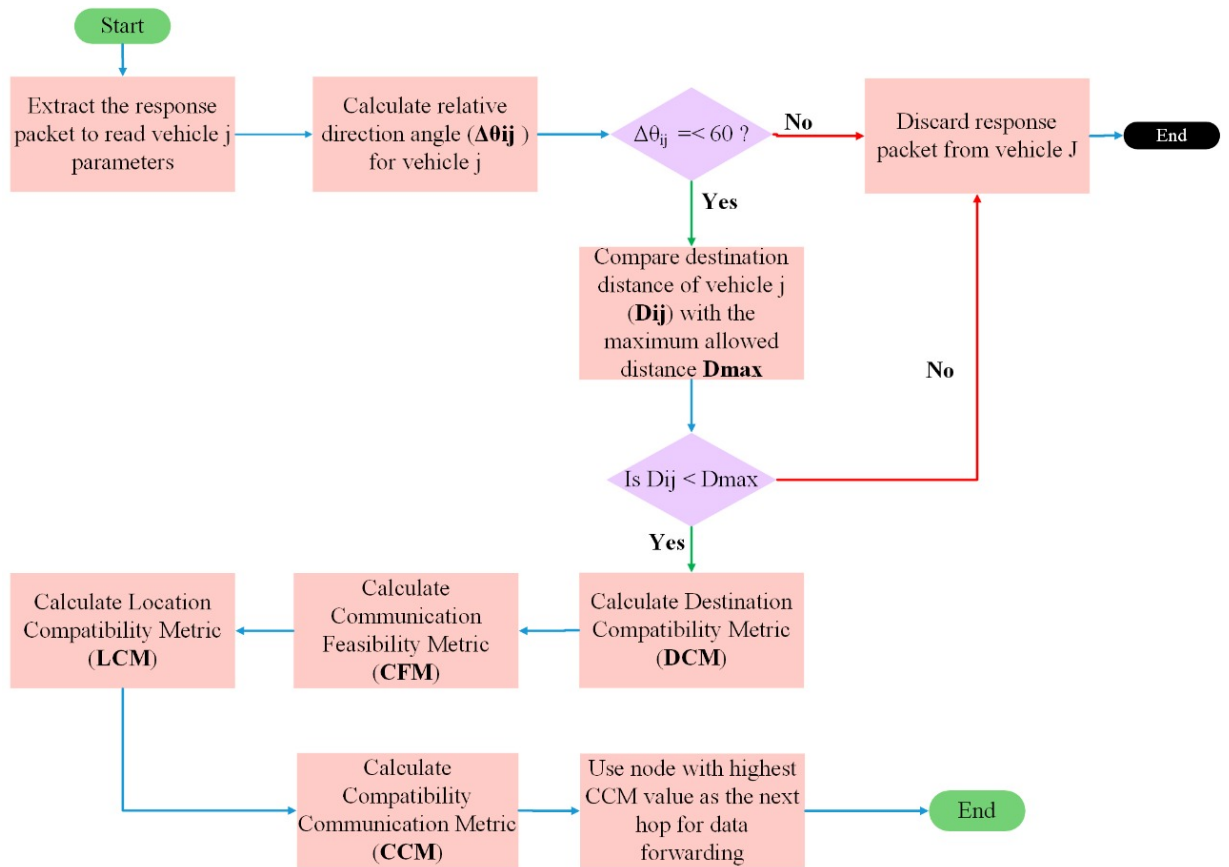 Start
Extract the response
packet to read vehicle j
parameters
Calculate relative
direction angle (Δθij )
for vehicle j
Δθij =< 60 ?
No
Discard response
packet from vehicle J
End
Yes
Compare destination
distance of vehicle j
(Dij) with the
maximum allowed
distance Dmax
No
Is Dij < Dmax
Yes
Calculate Destination
Compatibility Metric
(DCM)
Calculate
Communication
Feasibility Metric
(CFM)
Calculate Location
Compatibility Metric
(LCM)
Calculate
Compatibility
Communication Metric
(CCM)
Use node with highest
CCM value as the next
hop for data
forwarding
End